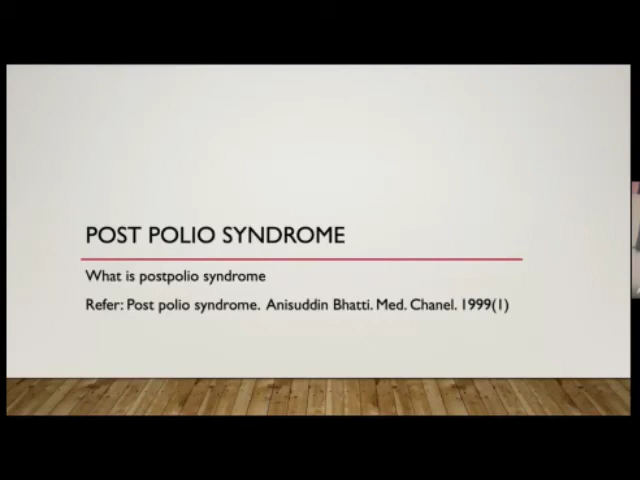 POST POLIO SYNDROME
What is postpolio syndrome
Refer: Post polio syndrome. Anisuddin Bhatti. Med. Chanel. 1999(1)